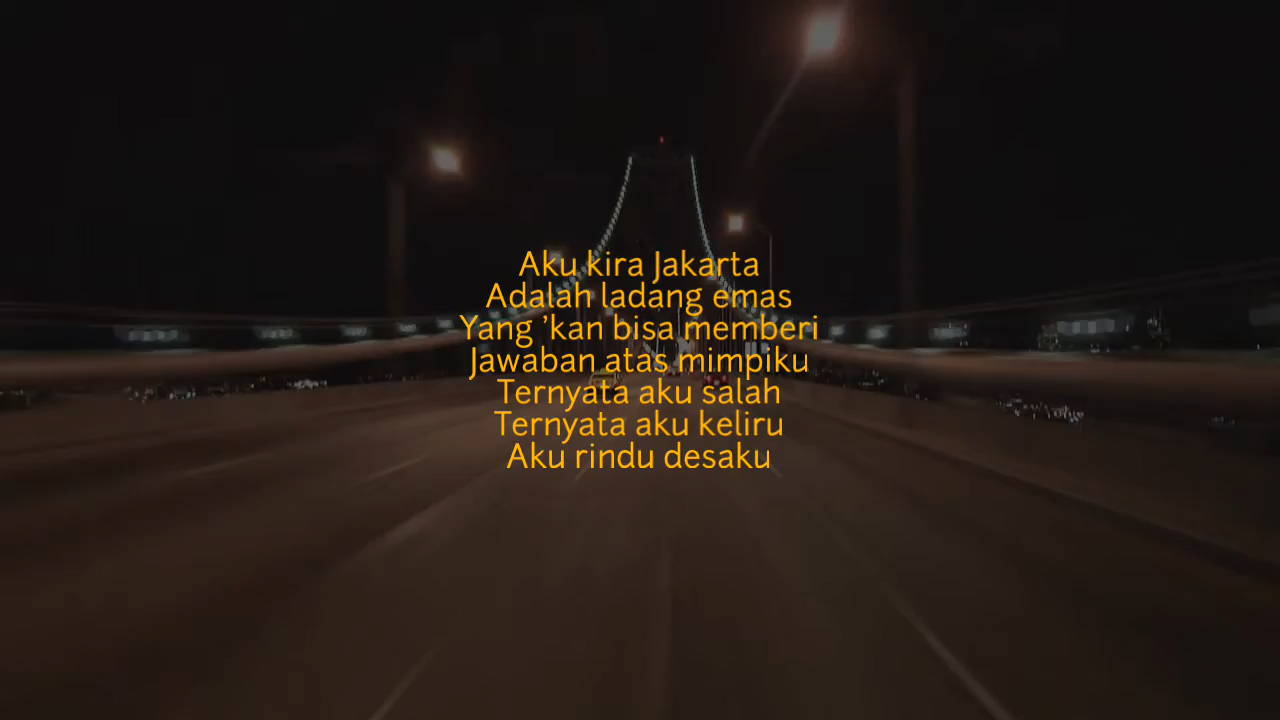 Aku kira Jakarta
Adalah ladang emas
Yang ’kan bisa memberi
Jawaban atas mimpiku
Ternyata aku salah
Ternyata aku keliru
Aku rindu desaku